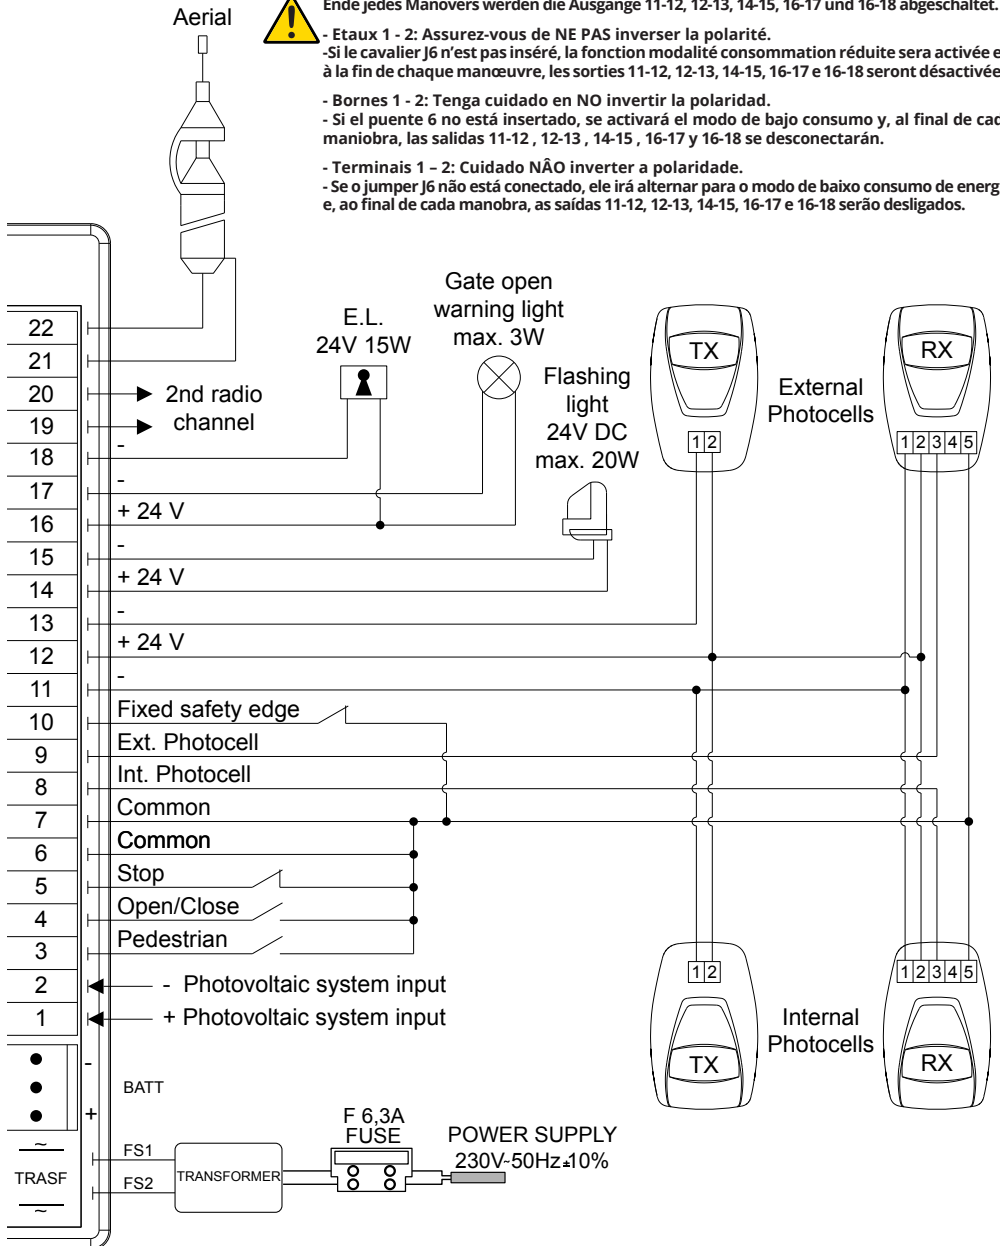 Ende jedes Manövers werden die Ausgänge 11-12, 12-13, 14-15, 16-17 und 16-18 abgeschaltet.
- Etaux 1 - 2: Assurez-vous de NE PAS inverser la polarité.
-Si le cavalier J6 n’est pas inséré, la fonction modalité consommation réduite sera activée e
à la fin de chaque manœuvre, les sorties 11-12, 12-13, 14-15, 16-17 e 16-18 seront désactivée
- Bornes 1 - 2: Tenga cuidado en NO invertir la polaridad.
- Si el puente 6 no está insertado, se activará el modo de bajo consumo y, al final de cad
maniobra, las salidas 11-12 , 12-13 , 14-15 , 16-17 y 16-18 se desconectarán.
- Terminais 1 – 2: Cuidado NÂO inverter a polaridade.
- Se o jumper J6 não está conectado, ele irá alternar para o modo de baixo consumo de energ
e, ao final de cada manobra, as saídas 11-12, 12-13, 14-15, 16-17 e 16-18 serão desligados.
Aerial
E.L.
24V 15W
Gate open
warning light
max. 3W
Flashing
light
24V DC
max. 20W
TX
1 2
External
Photocells
RX
1 2 3 4 5
22
21
20
2nd radio
19
channel
18
-
17
-
16
+ 24 V
15
-
14
+ 24 V
13
-
12
+ 24 V
11
-
10
Fixed safety edge
9
Ext. Photocell
8
Int. Photocell
7
Common
6
Common
5
Stop
4
Open/Close
3
Pedestrian
2
- Photovoltaic system input
1
+ Photovoltaic system input
1 2
TX
Internal
Photocells
1 2 3 4 5
RX
-
BATT
+
~
TRASF
~
FS1
FS2
TRANSFORMER
F 6,3A
FUSE
POWER SUPPLY
230V~50Hz±10%